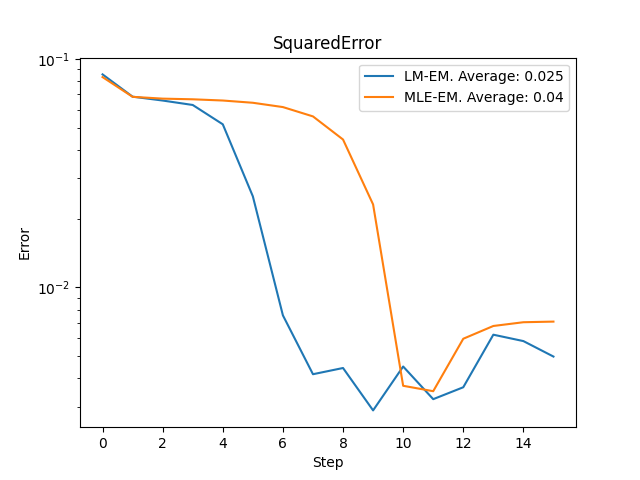 SquaredError
LM-EM. Average: 0.025
MLE-EM. Average: 0.04
Error
10⁻¹
10⁻²
0 2 4 6 8 10 12 14
Step